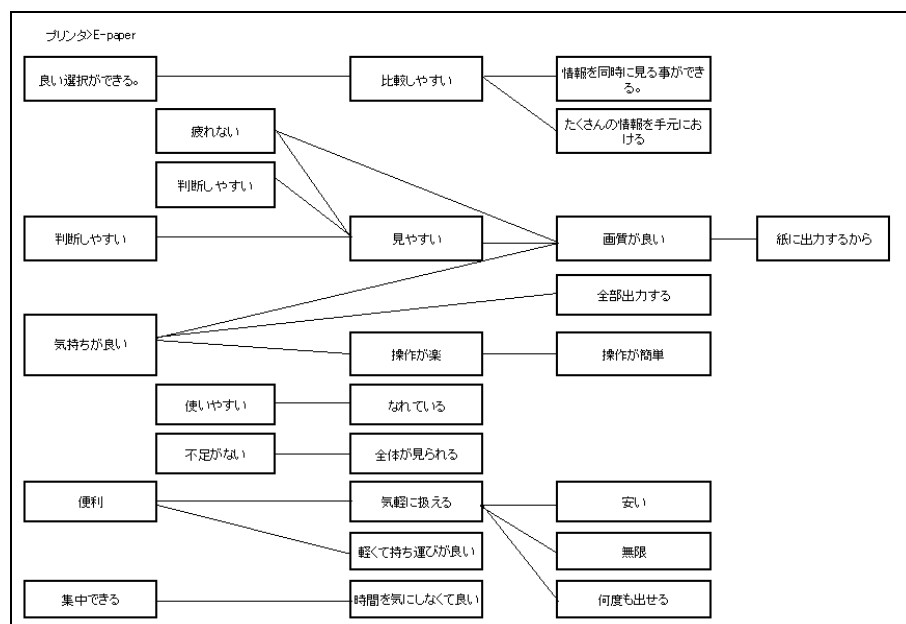 プリンタ>E-paper
良い選択ができる。
比較しやすい
情報を同時に見る事ができ
る。
疲れない
たくさんの情報を手元にお
ける
判断しやすい
判断しやすい
見やすい
画質が良い
紙に出力するから
全部出力する
気持ちが良い
操作が楽
操作が簡単
使いやすい
なれている
不足がない
全体が見られる
便利
気軽に扱える
安い
軽くて持ち運びが良い
無限
集中できる
時間を気にしなくて良い
何度も出せる